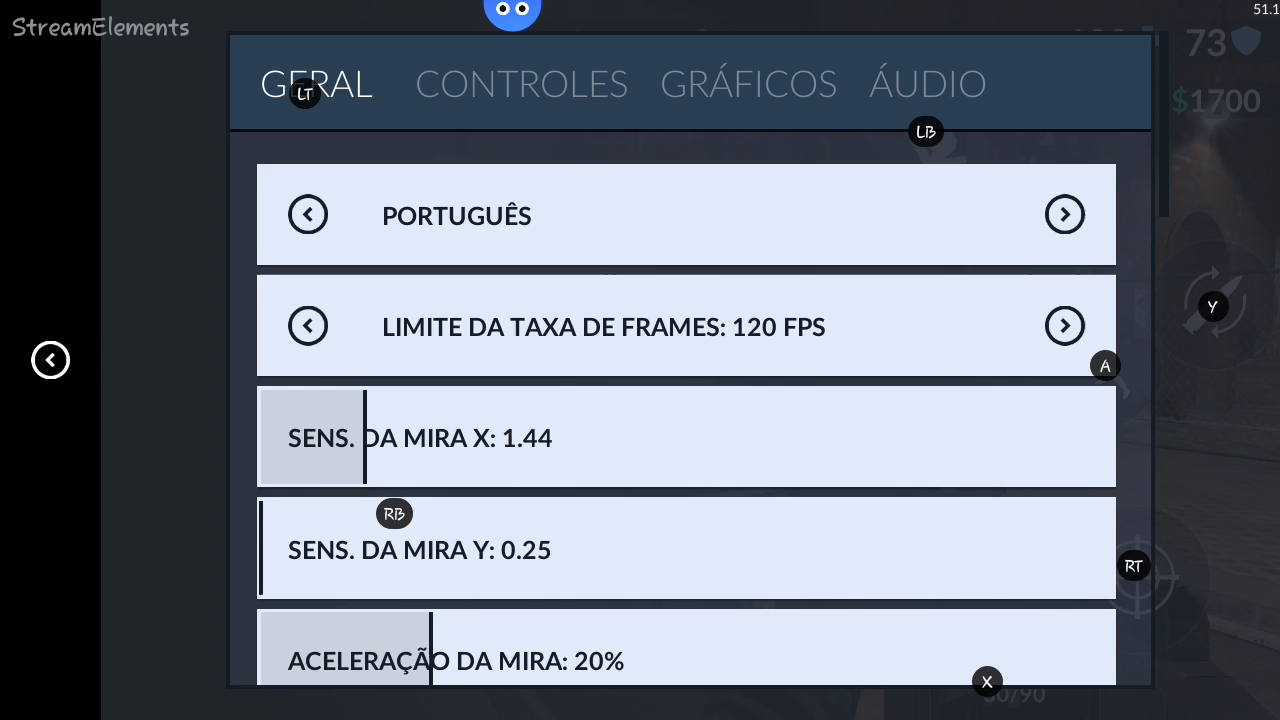 StreamElements
51.1
73
$1700
GERAL CONTROLES GRÁFICOS ÁUDIO
LT
LB
PORTUGUÊS
LIMITE DA TAXA DE FRAMES: 120 FPS
Y
A
SENS. DA MIRA X: 1.44
RB
SENS. DA MIRA Y: 0.25
RT
ACELERAÇÃO DA MIRA: 20%
X